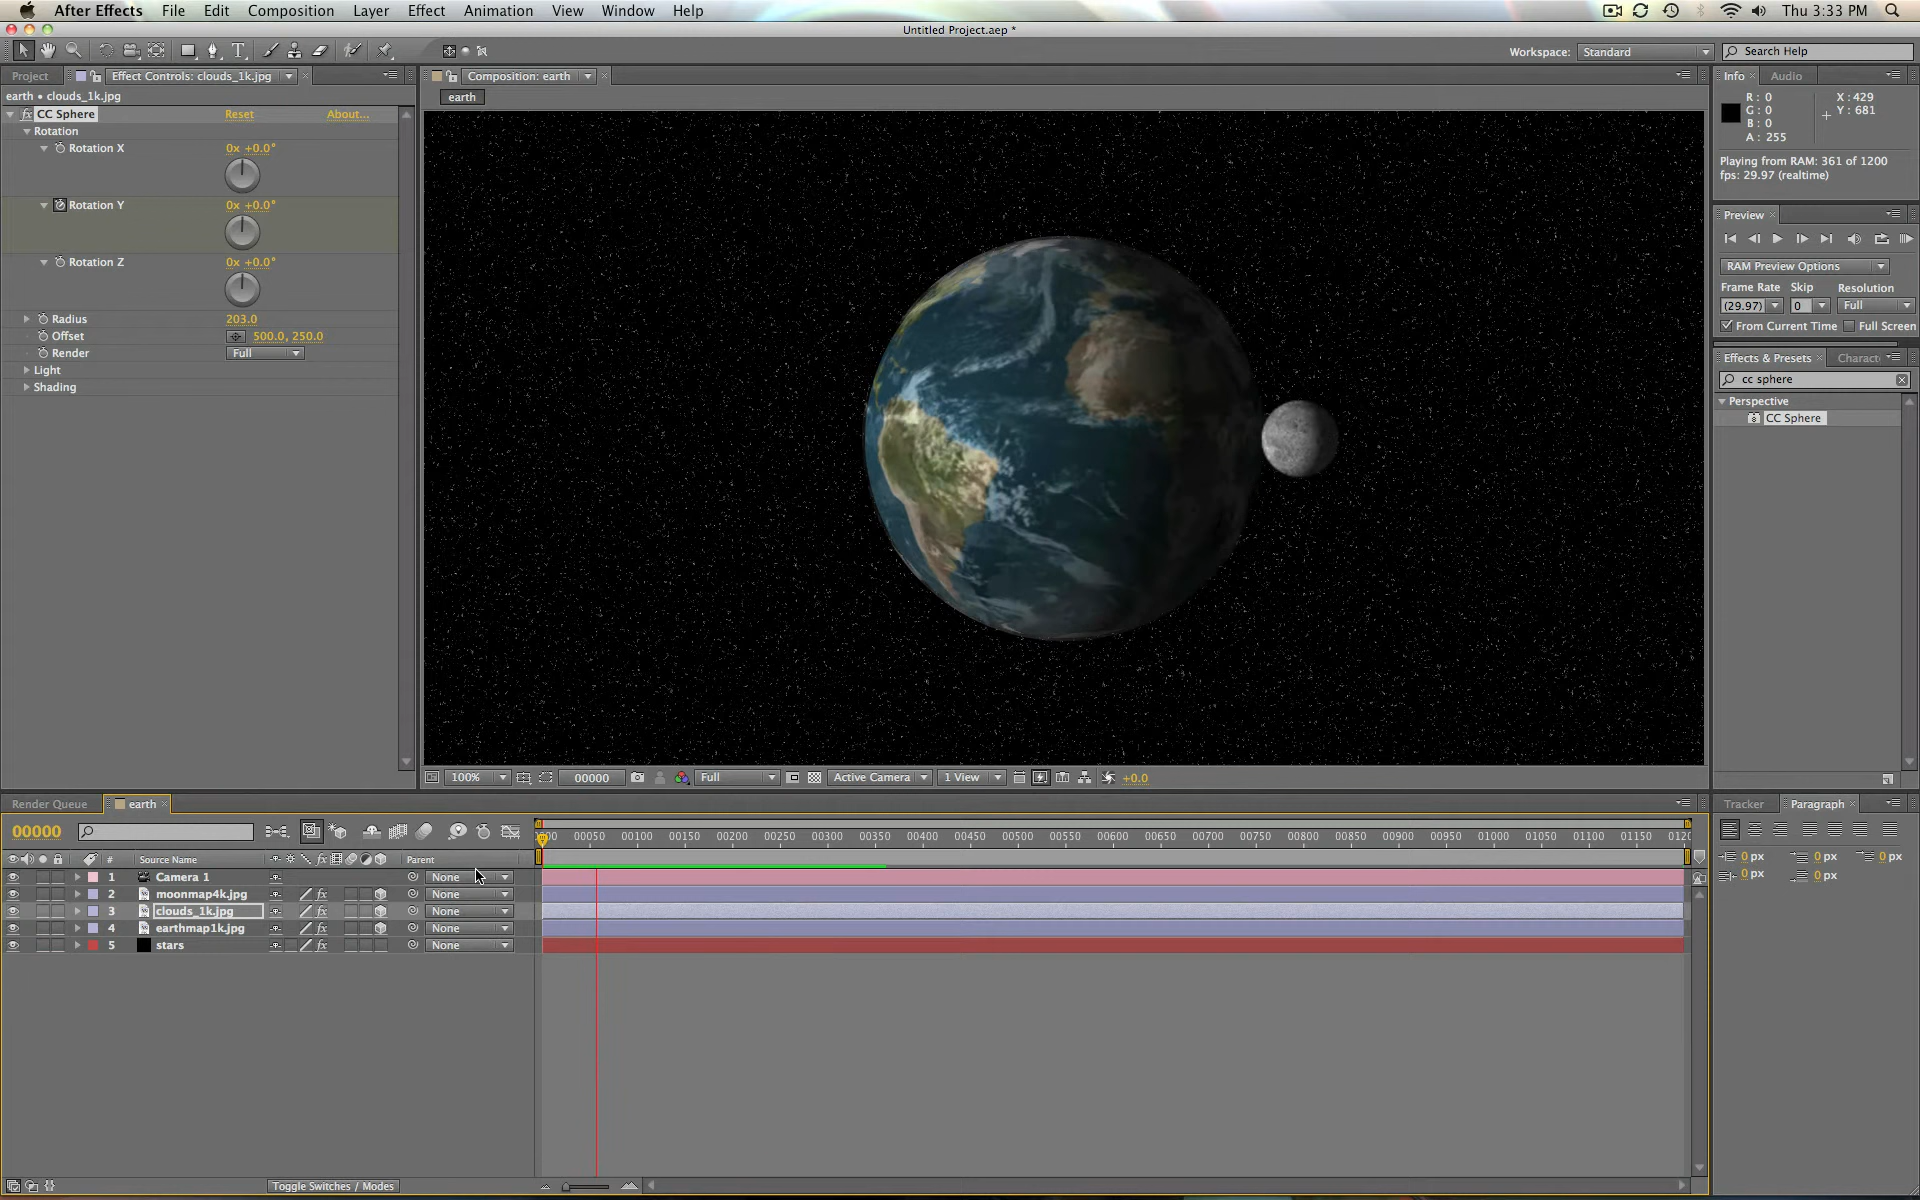 After Effects File Edit Composition Layer Effect Animation View Window Help Thu 3:33 PM
Untitled Project.aep *
Workspace: Standard Search Help
Project Effect Controls: clouds_1k.jpg
earth • clouds_1k.jpg
CC Sphere Reset About...
Rotation
Rotation X 0x +0.0°
Rotation Y 0x +0.0°
Rotation Z 0x +0.0°
Radius 203.0
Offset 500.0, 250.0
Render Full
Light
Shading
Composition: earth
earth
100% 00000 Full Active Camera 1 View +0.0
Info Audio
R: 0 X: 429
G: 0 Y: 681
B: 0
A: 255
Playing from RAM: 361 of 1200
fps: 29.97 (realtime)
Preview
RAM Preview Options
Frame Rate Skip Resolution
(29.97) 0 Full
From Current Time Full Screen
Effects & Presets Charact
cc sphere
Perspective
CC Sphere
Render Queue earth
00000
00050 00100 00150 00200 00250 00300 00350 00400 00450 00500 00550 00600 00650 00700 00750 00800 00850 00900 00950 01000 01050 01100 01150 0120
# Source Name fx Parent
1 Camera 1 None
2 moonmap4k.jpg fx None
3 clouds_1k.jpg fx None
4 earthmap1k.jpg fx None
5 stars fx None
Toggle Switches / Modes
Tracker Paragraph
0 px 0 px 0 px
0 px 0 px